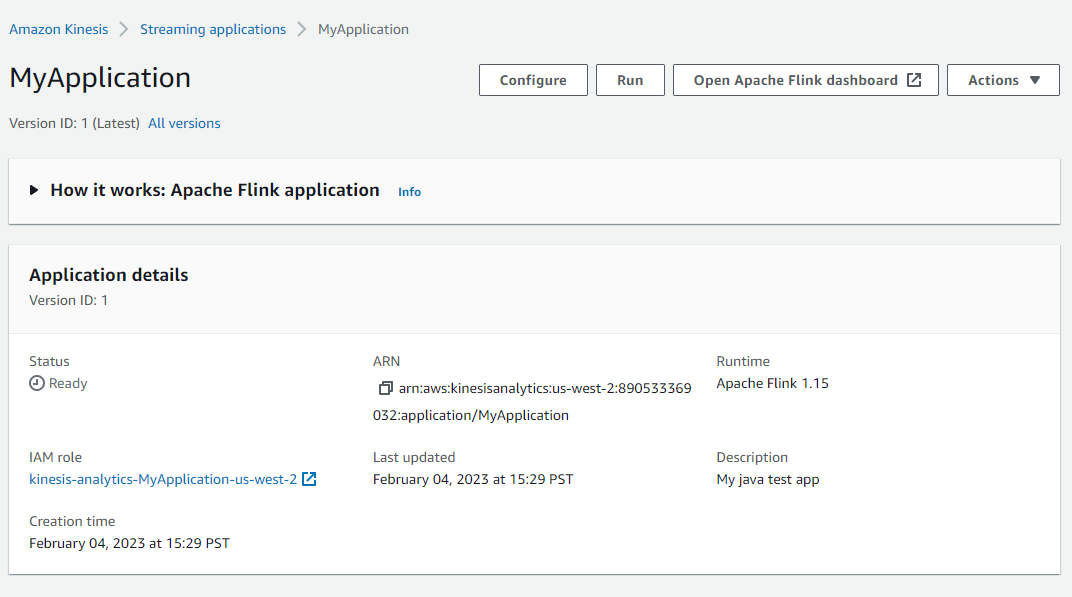 Amazon Kinesis > Streaming applications > MyApplication
MyApplication
Configure
Run
Open Apache Flink dashboard
Actions
Version ID: 1 (Latest) All versions
How it works: Apache Flink application Info
Application details
Version ID: 1
Status
Ready
ARN
arn:aws:kinesisanalytics:us-west-2:890533369
032:application/MyApplication
Runtime
Apache Flink 1.15
IAM role
kinesis-analytics-MyApplication-us-west-2
Last updated
February 04, 2023 at 15:29 PST
Description
My java test app
Creation time
February 04, 2023 at 15:29 PST